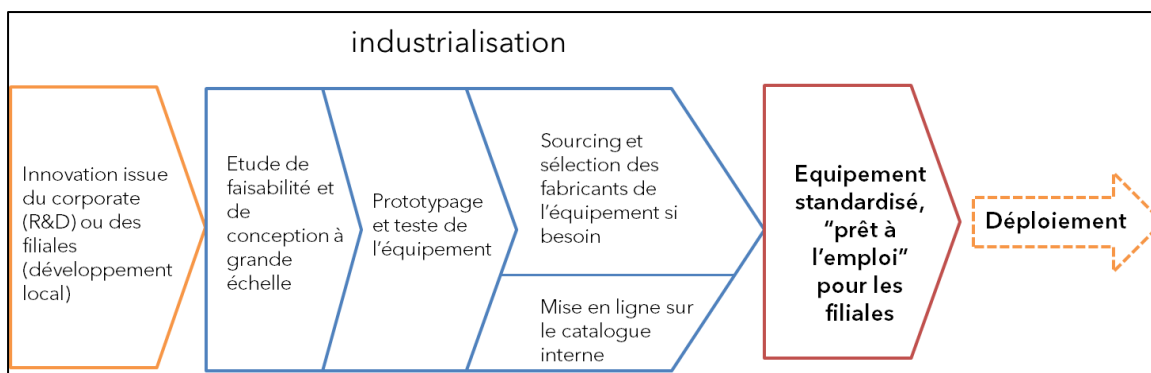 industrialisation
Innovation issue
du corporate
(R&D) ou des
filiales
(développement
local)
Etude de
faisabilité et
de
conception à
grande
échelle
Prototypage
et teste de
l'équipement
Sourcing et
sélection des
fabricants de
l'équipement si
besoin
Mise en ligne sur
le catalogue
interne
Equipement
standardisé,
“prêt à
l'emploi”
pour les
filiales
Déploiement